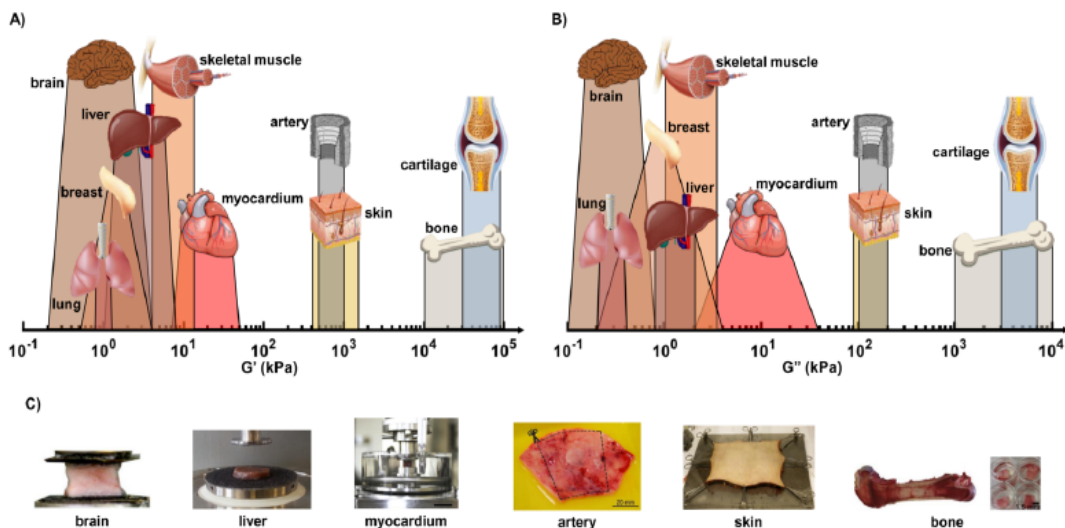 A)
brain
skeletal muscle
liver
artery
cartilage
breast
myocardium
skin
bone
lung
10-1 100 101 102 103 104 105
G' (kPa)
B)
brain
skeletal muscle
breast
artery
cartilage
liver
myocardium
lung
skin
bone
10-1 100 101 102 103 104
G'' (kPa)
C)
20 mm
brain
liver
myocardium
artery
skin
bone